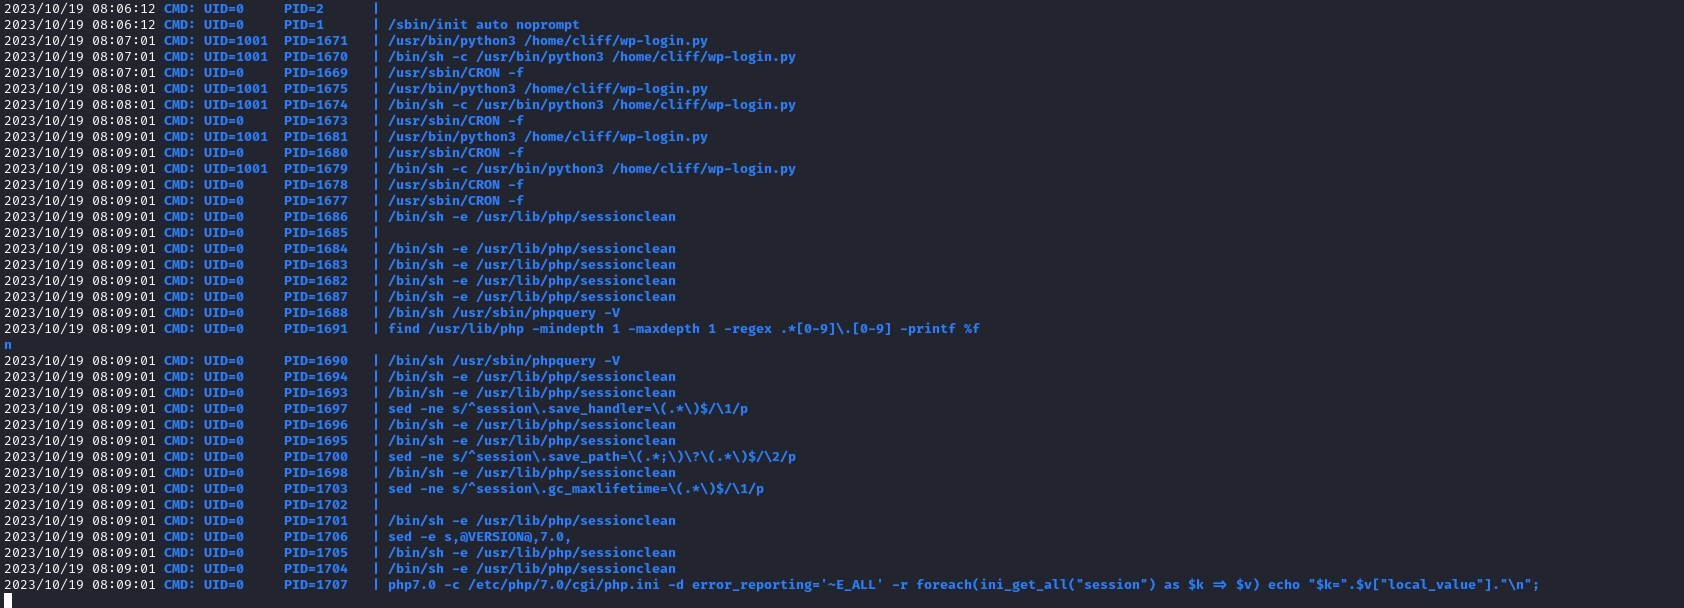 2023/10/19 08:06:12 CMD: UID=0     PID=2      |
2023/10/19 08:06:12 CMD: UID=0     PID=1      | /sbin/init auto noprompt
2023/10/19 08:07:01 CMD: UID=1001  PID=1671   | /usr/bin/python3 /home/cliff/wp-login.py
2023/10/19 08:07:01 CMD: UID=1001  PID=1670   | /bin/sh -c /usr/bin/python3 /home/cliff/wp-login.py
2023/10/19 08:07:01 CMD: UID=0     PID=1669   | /usr/sbin/CRON -f
2023/10/19 08:08:01 CMD: UID=1001  PID=1675   | /usr/bin/python3 /home/cliff/wp-login.py
2023/10/19 08:08:01 CMD: UID=1001  PID=1674   | /bin/sh -c /usr/bin/python3 /home/cliff/wp-login.py
2023/10/19 08:08:01 CMD: UID=0     PID=1673   | /usr/sbin/CRON -f
2023/10/19 08:09:01 CMD: UID=1001  PID=1681   | /usr/bin/python3 /home/cliff/wp-login.py
2023/10/19 08:09:01 CMD: UID=0     PID=1680   | /usr/sbin/CRON -f
2023/10/19 08:09:01 CMD: UID=1001  PID=1679   | /bin/sh -c /usr/bin/python3 /home/cliff/wp-login.py
2023/10/19 08:09:01 CMD: UID=0     PID=1678   | /usr/sbin/CRON -f
2023/10/19 08:09:01 CMD: UID=0     PID=1677   | /usr/sbin/CRON -f
2023/10/19 08:09:01 CMD: UID=0     PID=1686   | /bin/sh -e /usr/lib/php/sessionclean
2023/10/19 08:09:01 CMD: UID=0     PID=1685   |
2023/10/19 08:09:01 CMD: UID=0     PID=1684   | /bin/sh -e /usr/lib/php/sessionclean
2023/10/19 08:09:01 CMD: UID=0     PID=1683   | /bin/sh -e /usr/lib/php/sessionclean
2023/10/19 08:09:01 CMD: UID=0     PID=1682   | /bin/sh -e /usr/lib/php/sessionclean
2023/10/19 08:09:01 CMD: UID=0     PID=1687   | /bin/sh -e /usr/lib/php/sessionclean
2023/10/19 08:09:01 CMD: UID=0     PID=1688   | /bin/sh /usr/sbin/phpquery -V
2023/10/19 08:09:01 CMD: UID=0     PID=1691   | find /usr/lib/php -mindepth 1 -maxdepth 1 -regex .*[0-9]\.[0-9] -printf %f
n
2023/10/19 08:09:01 CMD: UID=0     PID=1690   | /bin/sh /usr/sbin/phpquery -V
2023/10/19 08:09:01 CMD: UID=0     PID=1694   | /bin/sh -e /usr/lib/php/sessionclean
2023/10/19 08:09:01 CMD: UID=0     PID=1693   | /bin/sh -e /usr/lib/php/sessionclean
2023/10/19 08:09:01 CMD: UID=0     PID=1697   | sed -ne s/^session\.save_handler=\(.*\)$/\1/p
2023/10/19 08:09:01 CMD: UID=0     PID=1696   | /bin/sh -e /usr/lib/php/sessionclean
2023/10/19 08:09:01 CMD: UID=0     PID=1695   | /bin/sh -e /usr/lib/php/sessionclean
2023/10/19 08:09:01 CMD: UID=0     PID=1700   | sed -ne s/^session\.save_path=\(.*;\)\?\(.*\)$/\2/p
2023/10/19 08:09:01 CMD: UID=0     PID=1698   | /bin/sh -e /usr/lib/php/sessionclean
2023/10/19 08:09:01 CMD: UID=0     PID=1703   | sed -ne s/^session\.gc_maxlifetime=\(.*\)$/\1/p
2023/10/19 08:09:01 CMD: UID=0     PID=1702   |
2023/10/19 08:09:01 CMD: UID=0     PID=1701   | /bin/sh -e /usr/lib/php/sessionclean
2023/10/19 08:09:01 CMD: UID=0     PID=1706   | sed -e s,@VERSION@,7.0,
2023/10/19 08:09:01 CMD: UID=0     PID=1705   | /bin/sh -e /usr/lib/php/sessionclean
2023/10/19 08:09:01 CMD: UID=0     PID=1704   | /bin/sh -e /usr/lib/php/sessionclean
2023/10/19 08:09:01 CMD: UID=0     PID=1707   | php7.0 -c /etc/php/7.0/cgi/php.ini -d error_reporting='~E_ALL' -r foreach(ini_get_all("session") as $k => $v) echo "$k=".$v["local_value"]."\n";